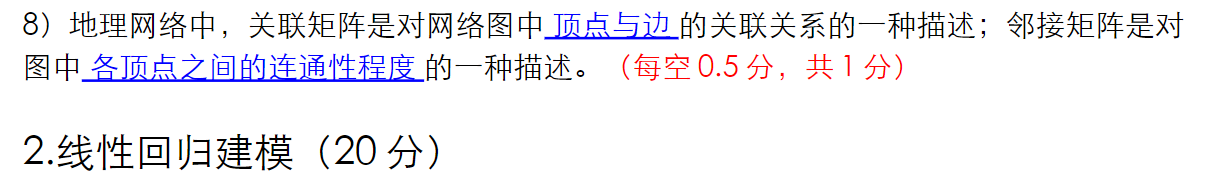 8）地理网络中，关联矩阵是对网络图中 顶点与边 的关联关系的一种描述；邻接矩阵是对
图中 各顶点之间的连通性程度 的一种描述。（每空 0.5 分，共 1 分）
2.线性回归建模（20 分）